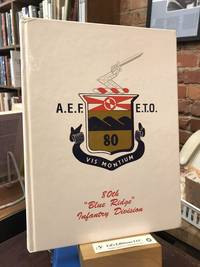 A.E.F. E.T.O.
80
VIS MONTIUM
80th
"Blue Ridge"
Infantry Division